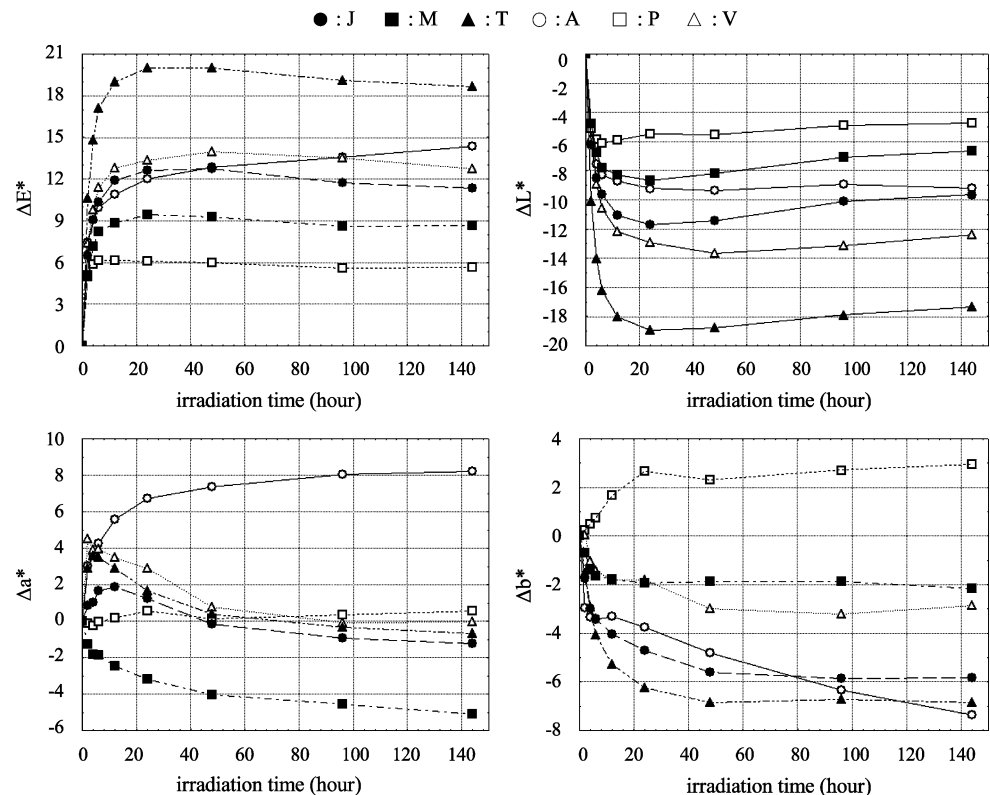 ● : J ■ : M ▲ : T ○ : A □ : P △ : V
ΔE*
21
18
15
12
9
6
3
0
0 20 40 60 80 100 120 140
irradiation time (hour)
ΔL*
0
-2
-4
-6
-8
-10
-12
-14
-16
-18
-20
0 20 40 60 80 100 120 140
irradiation time (hour)
Δa*
10
8
6
4
2
0
-2
-4
-6
0 20 40 60 80 100 120 140
irradiation time (hour)
Δb*
4
2
0
-2
-4
-6
-8
0 20 40 60 80 100 120 140
irradiation time (hour)